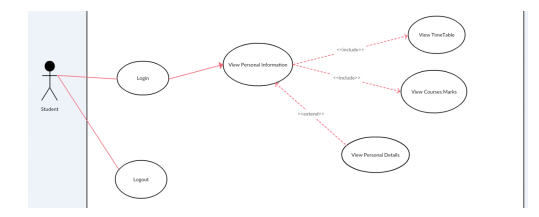 View TimeTable
<<include>>
View Personal Information
Login
<<include>>
View Courses Marks
Student
<<extend>>
View Personal Details
Logout